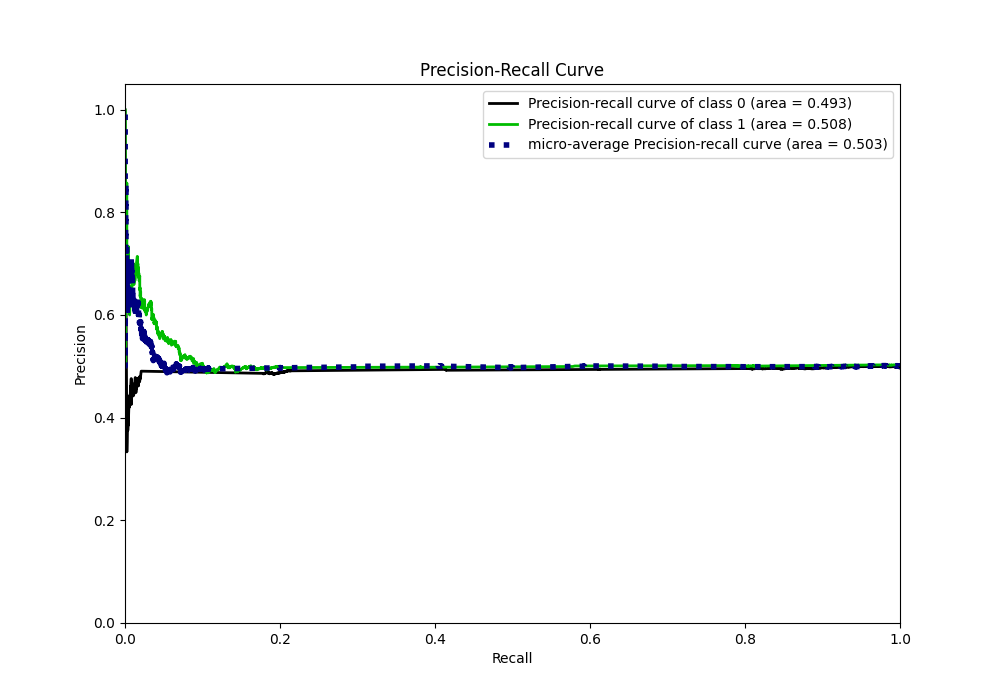 Precision-Recall Curve
Precision-recall curve of class 0 (area = 0.493)
Precision-recall curve of class 1 (area = 0.508)
micro-average Precision-recall curve (area = 0.503)
1.0
0.8
0.6
0.4
0.2
0.0
Precision
0.0 0.2 0.4 0.6 0.8 1.0
Recall